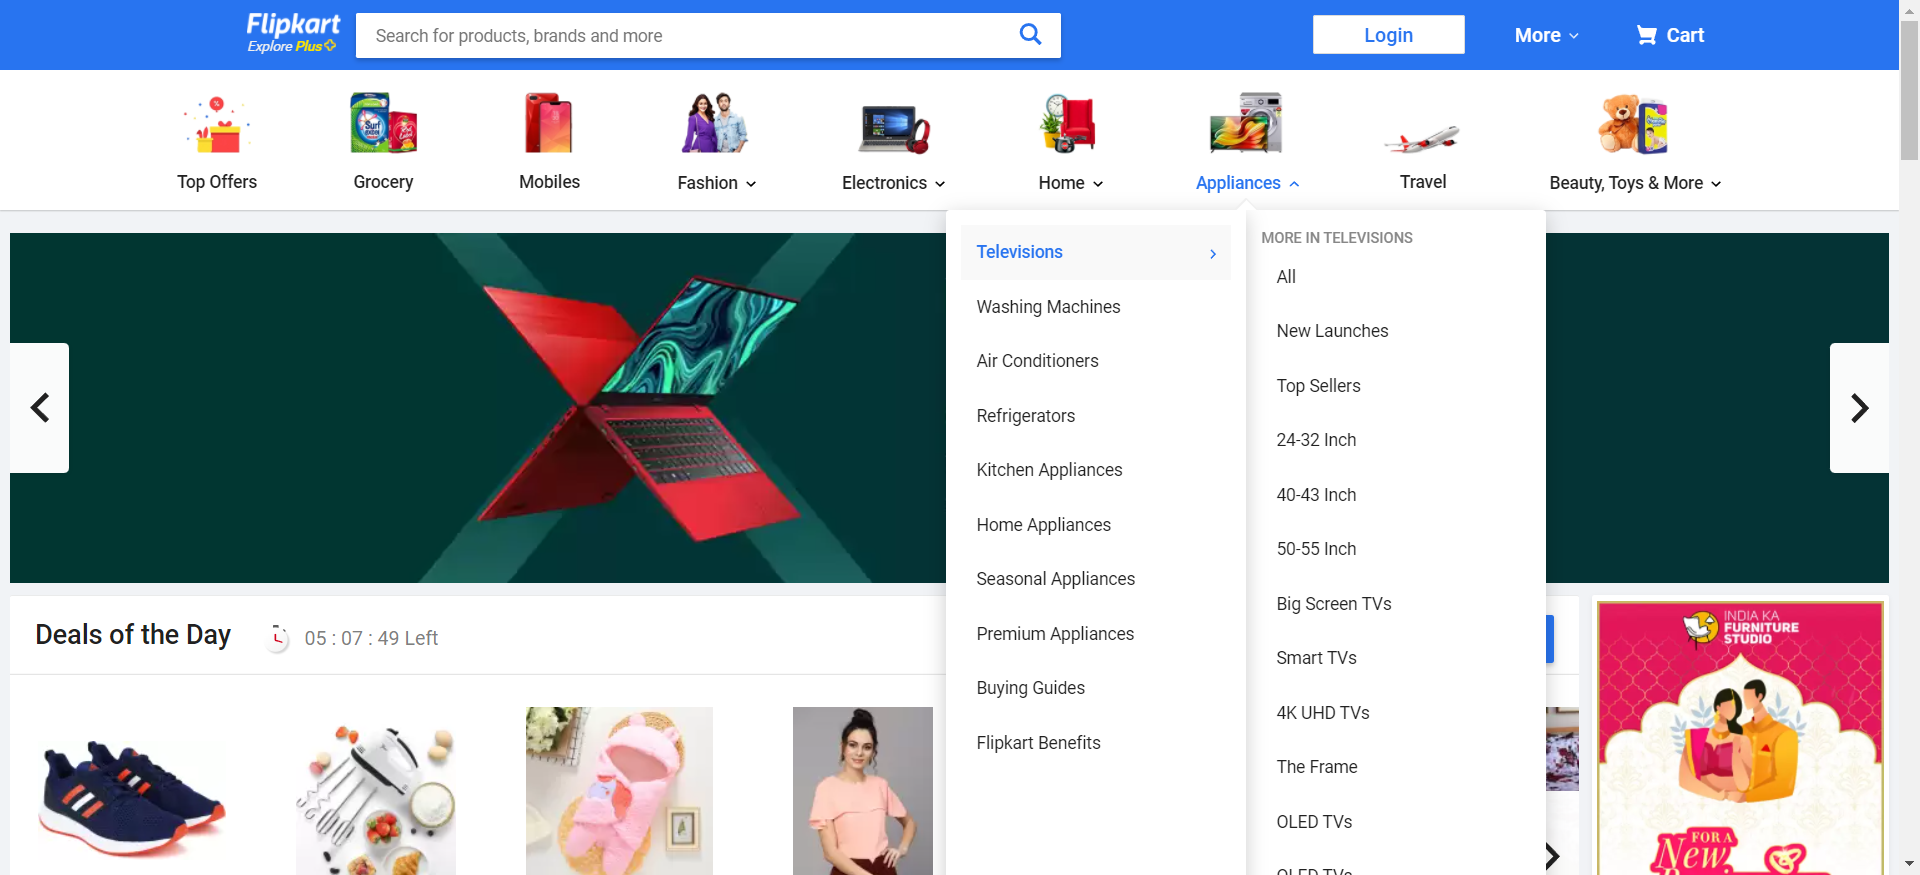 Flipkart
Explore Plus
Search for products, brands and more
Login
More
Cart
Top Offers
Grocery
Mobiles
Fashion
Electronics
Home
Appliances
Travel
Beauty, Toys & More
Televisions
Washing Machines
Air Conditioners
Refrigerators
Kitchen Appliances
Home Appliances
Seasonal Appliances
Premium Appliances
Buying Guides
Flipkart Benefits
MORE IN TELEVISIONS
All
New Launches
Top Sellers
24-32 Inch
40-43 Inch
50-55 Inch
Big Screen TVs
Smart TVs
4K UHD TVs
The Frame
OLED TVs
Deals of the Day
05 : 07 : 49 Left
INDIA KA
FURNITURE
STUDIO
FOR A
New